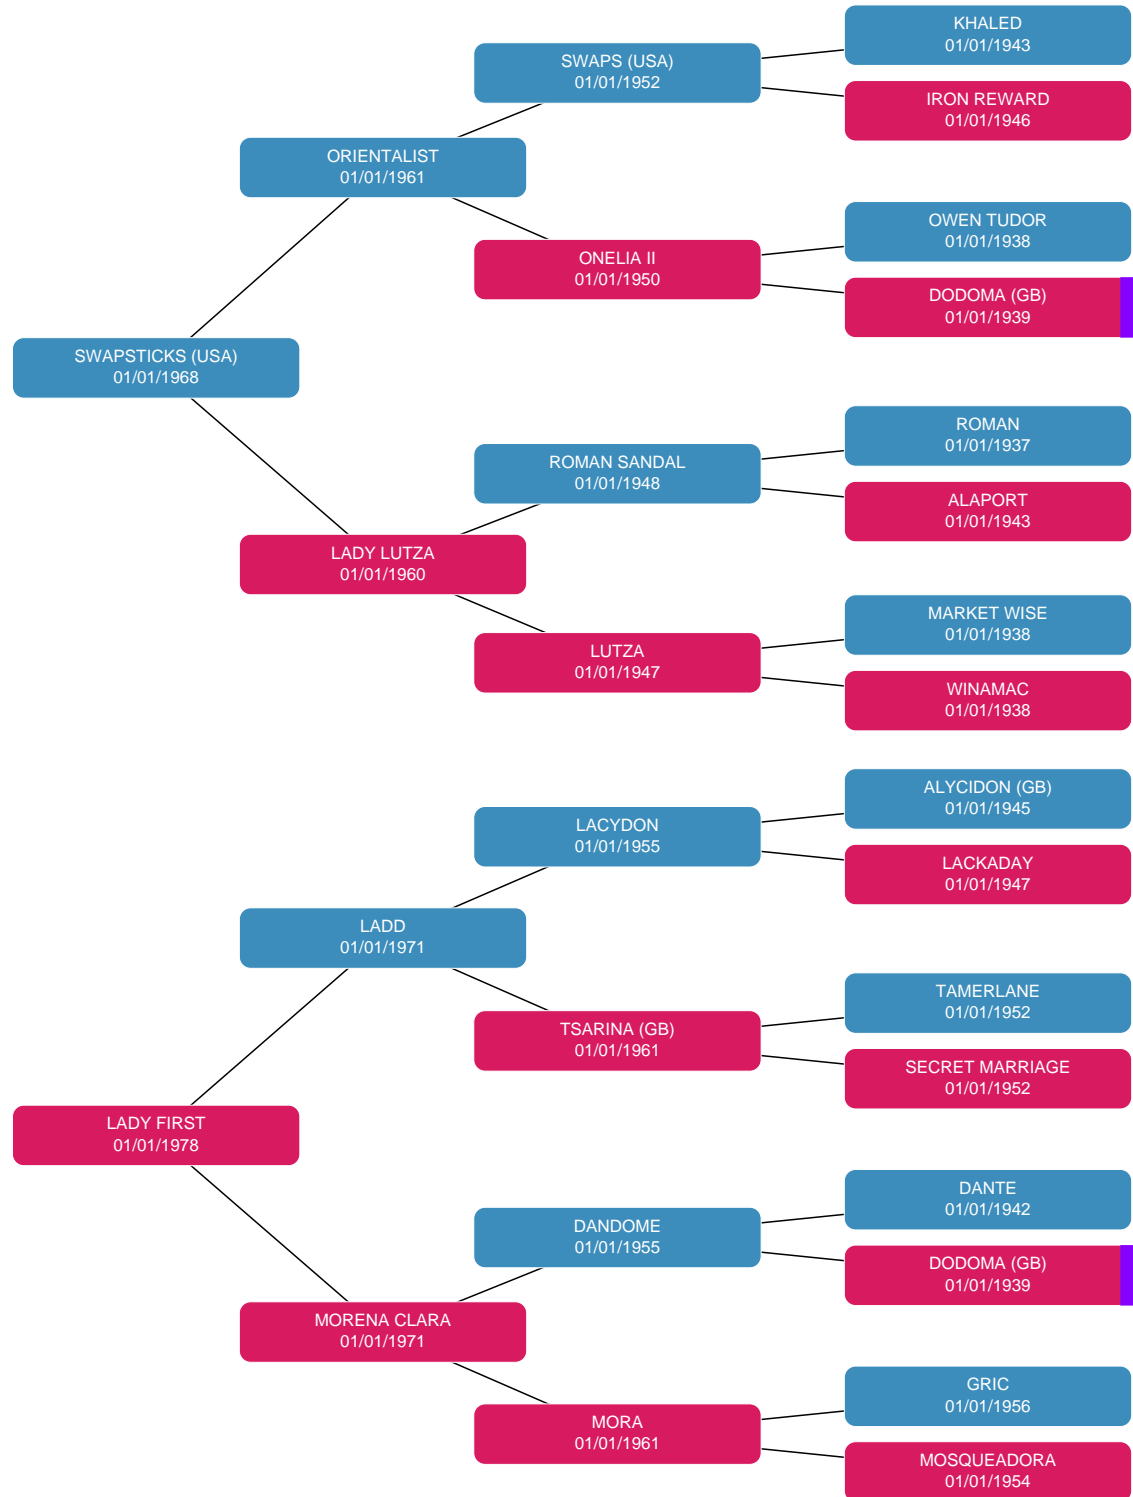 KHALED
01/01/1943
SWAPS (USA)
01/01/1952
IRON REWARD
01/01/1946
ORIENTALIST
01/01/1961
OWEN TUDOR
01/01/1938
ONELIA II
01/01/1950
DODOMA (GB)
01/01/1939
SWAPSTICKS (USA)
01/01/1968
ROMAN
01/01/1937
ROMAN SANDAL
01/01/1948
ALAPORT
01/01/1943
LADY LUTZA
01/01/1960
MARKET WISE
01/01/1938
LUTZA
01/01/1947
WINAMAC
01/01/1938
ALYCIDON (GB)
01/01/1945
LACYDON
01/01/1955
LACKADAY
01/01/1947
LADD
01/01/1971
TAMERLANE
01/01/1952
TSARINA (GB)
01/01/1961
SECRET MARRIAGE
01/01/1952
LADY FIRST
01/01/1978
DANTE
01/01/1942
DANDOME
01/01/1955
DODOMA (GB)
01/01/1939
MORENA CLARA
01/01/1971
GRIC
01/01/1956
MORA
01/01/1961
MOSQUEADORA
01/01/1954